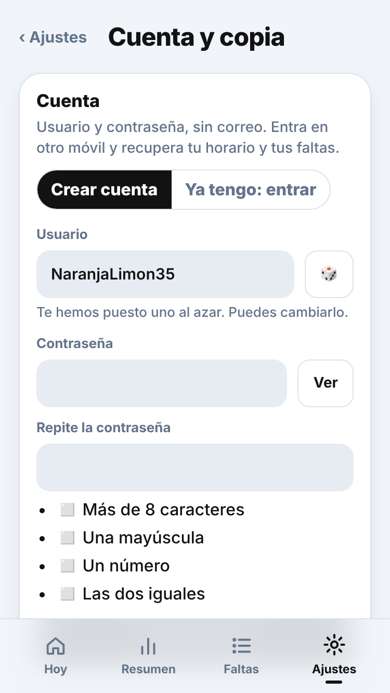 ‹ Ajustes Cuenta y copia
Cuenta
Usuario y contraseña, sin correo. Entra en
otro móvil y recupera tu horario y tus faltas.
Crear cuenta Ya tengo: entrar
Usuario
NaranjaLimon35
Te hemos puesto uno al azar. Puedes cambiarlo.
Contraseña
Ver
Repite la contraseña
• Más de 8 caracteres
• Una mayúscula
• Un número
• Las dos iguales
Hoy Resumen Faltas Ajustes